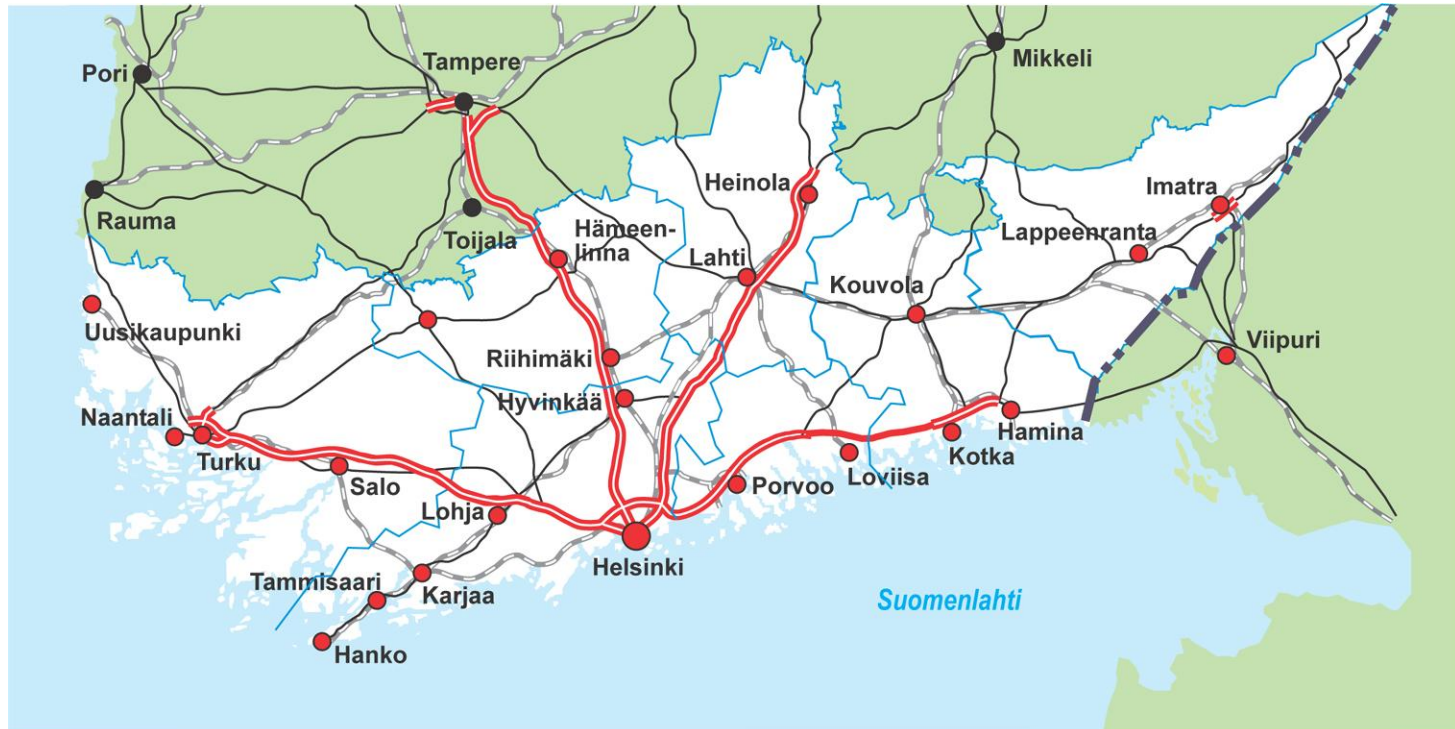 Tampere
Mikkeli
Pori
Heinola
Imatra
Rauma
Toijala
Hämeen-
linna
Lappeenranta
Lahti
Kouvola
Uusikaupunki
Viipuri
Riihimäki
Hyvinkää
Naantali
Hamina
Turku
Kotka
Salo
Porvoo
Loviisa
Lohja
Helsinki
Tammisaari
Karjaa
Suomenlahti
Hanko